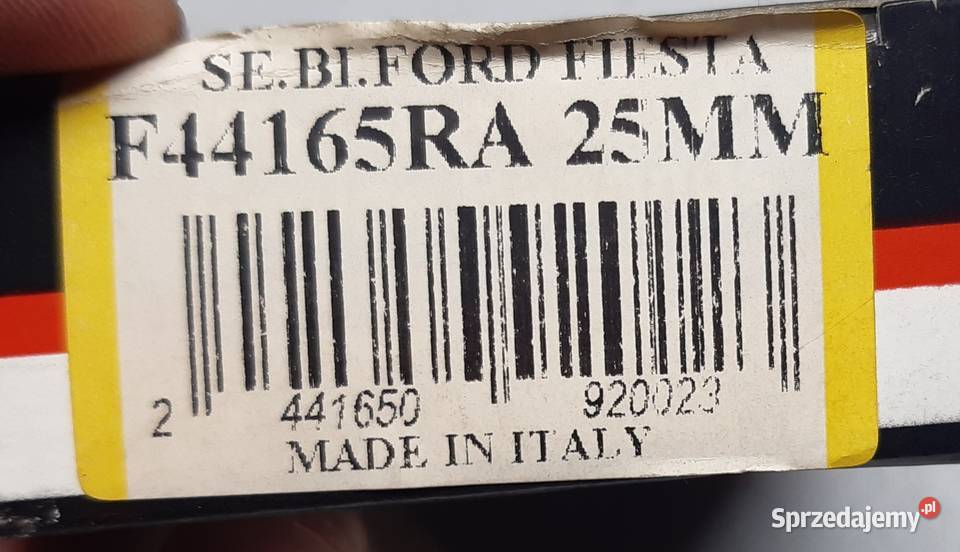 SE.BI.FORD FIESTA
F44165RA 25MM
2 441650 920023
MADE IN ITALY
Sprzedajemy.pl